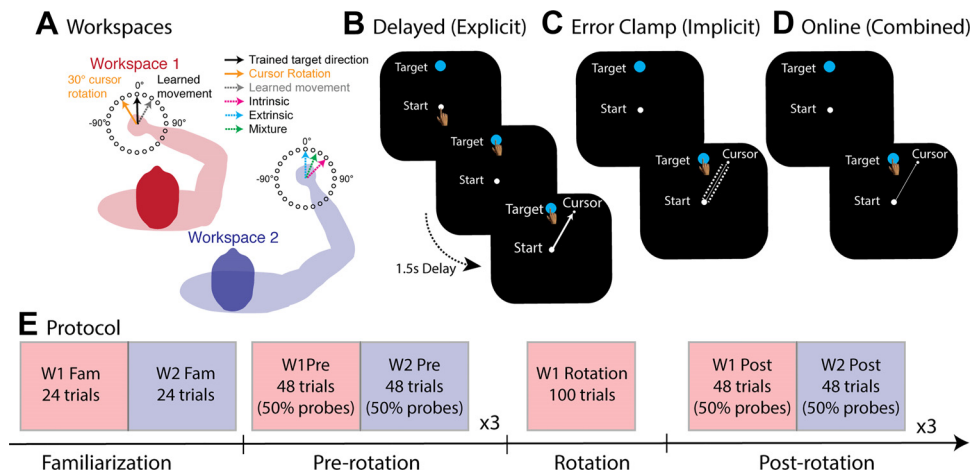 A Workspaces
Workspace 1
30° cursor
rotation
0°
Learned
movement
-90°
90°
Trained target direction
Cursor Rotation
Learned movement
Intrinsic
Extrinsic
Mixture
0°
-90°
90°
Workspace 2
B Delayed (Explicit)
Target
Start
Target
Start
Target
Cursor
Start
1.5s Delay
C Error Clamp (Implicit)
Target
Start
Target
Cursor
Start
D Online (Combined)
Target
Start
Target
Cursor
Start
E Protocol
W1 Fam
24 trials
W2 Fam
24 trials
W1Pre
48 trials
(50% probes)
W2 Pre
48 trials
(50% probes)
x3
W1 Rotation
100 trials
W1 Post
48 trials
(50% probes)
W2 Post
48 trials
(50% probes)
x3
Familiarization
Pre-rotation
Rotation
Post-rotation